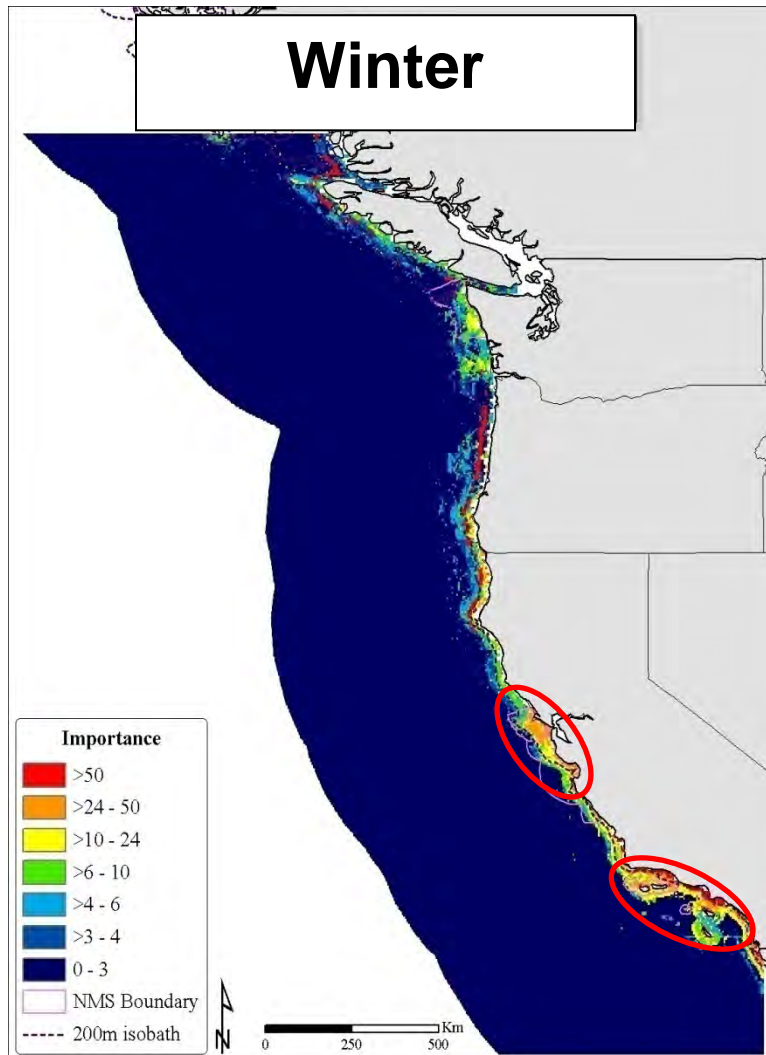 Winter
Importance
>50
>24 - 50
>10 - 24
>6 - 10
>4 - 6
>3 - 4
0 - 3
NMS Boundary
200m isobath
N
Km
0 250 500